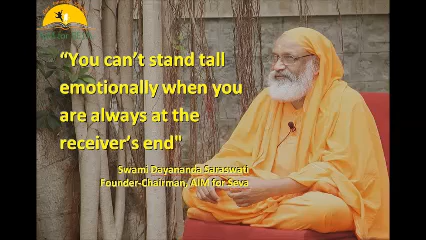 “You can’t stand tall
emotionally when you
are always at the
receiver’s end"
Swami Dayananda Saraswati
Founder-Chairman, AIM for Seva